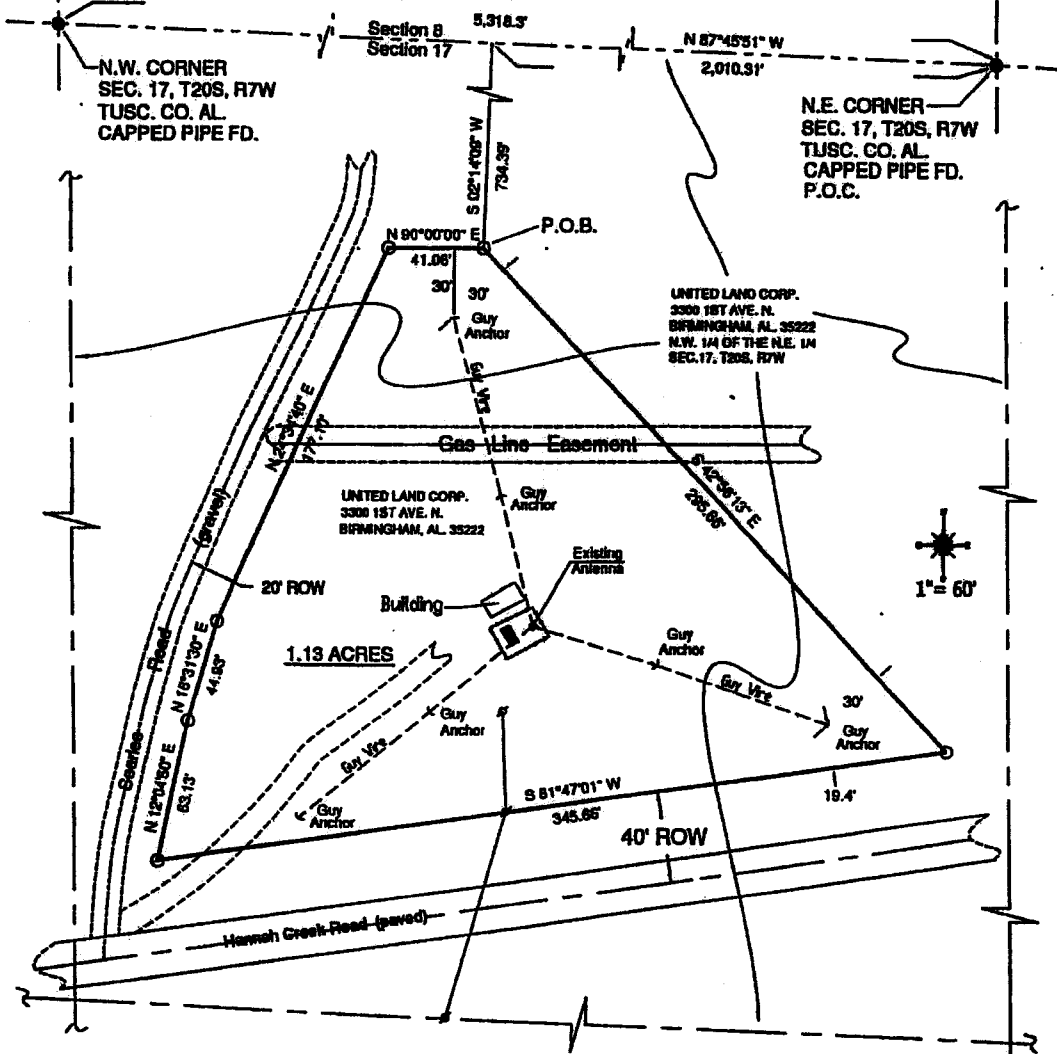 5,318.3'
Section 8
Section 17
N 87°45'51" W
2,010.31'
N.W. CORNER
SEC. 17, T20S, R7W
TUSC. CO. AL.
CAPPED PIPE FD.
N.E. CORNER
SEC. 17, T20S, R7W
TUSC. CO. AL.
CAPPED PIPE FD.
P.O.C.
S 02°14'09" W
734.39'
N 90°00'00" E
41.06'
P.O.B.
30'
30'
Guy
Anchor
Guy Wire
UNITED LAND CORP.
3300 1ST AVE. N.
BIRMINGHAM, AL. 35222
N.W. 1/4 OF THE N.E. 1/4
SEC.17, T20S, R7W
177.10'
Gas Line Easement
S 42°56'13" E
295.66'
UNITED LAND CORP.
3300 1ST AVE. N.
BIRMINGHAM, AL. 35222
Guy
Anchor
(gravel)
20' ROW
Existing
Antenna
Building
1"= 60'
1.13 ACRES
N 16°31'30" E
44.93'
Searles Road
Guy
Anchor
Guy Wire
30'
Guy
Anchor
Guy
Anchor
Guy Wire
N 12°04'50" E
63.13'
Guy
Anchor
S 81°47'01" W
345.66'
19.4'
40' ROW
Hannah Creek Road (paved)